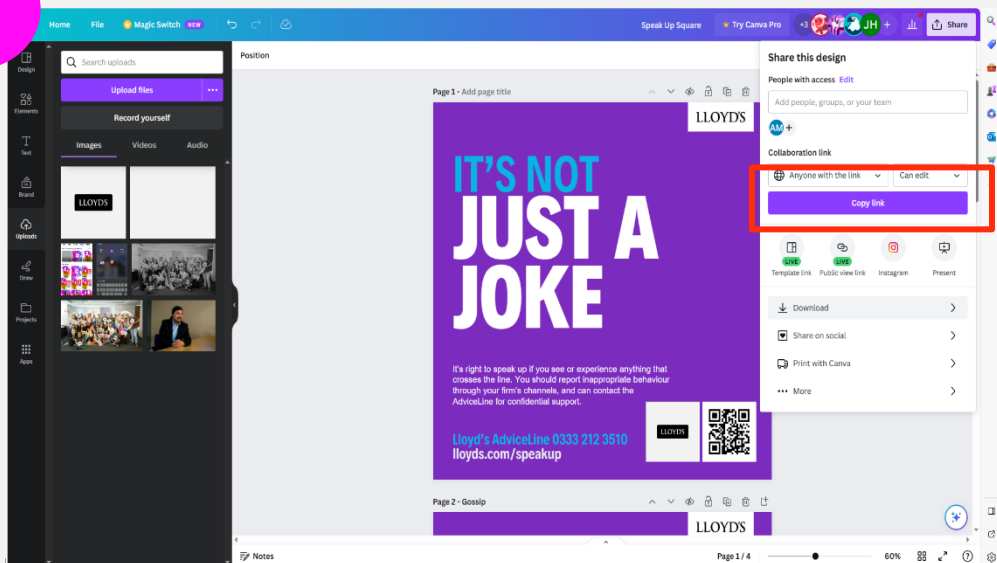 Home File Magic Switch NEW Speak Up Square Try Canva Pro +3 JH + Share
Design
Elements
Text
Brand
Uploads
Draw
Projects
Apps
Search uploads
Upload files
Record yourself
Images Videos Audio
LLOYDS
Position
Page 1 - Add page title
LLOYD'S
IT'S NOT
JUST A
JOKE
It's right to speak up if you see or experience anything that
crosses the line. You should report inappropriate behaviour
through your firm's channels, and can contact the
AdviceLine for confidential support.
LLOYDS
Lloyd's AdviceLine 0333 212 3510
lloyds.com/speakup
Page 2 - Gossip
LLOYD'S
Notes
Page 1 / 4
60%
Share this design
People with access Edit
Add people, groups, or your team
AM +
Collaboration link
Anyone with the link Can edit
Copy link
LIVE LIVE
Template link Public view link Instagram Present
Download
Share on social
Print with Canva
More